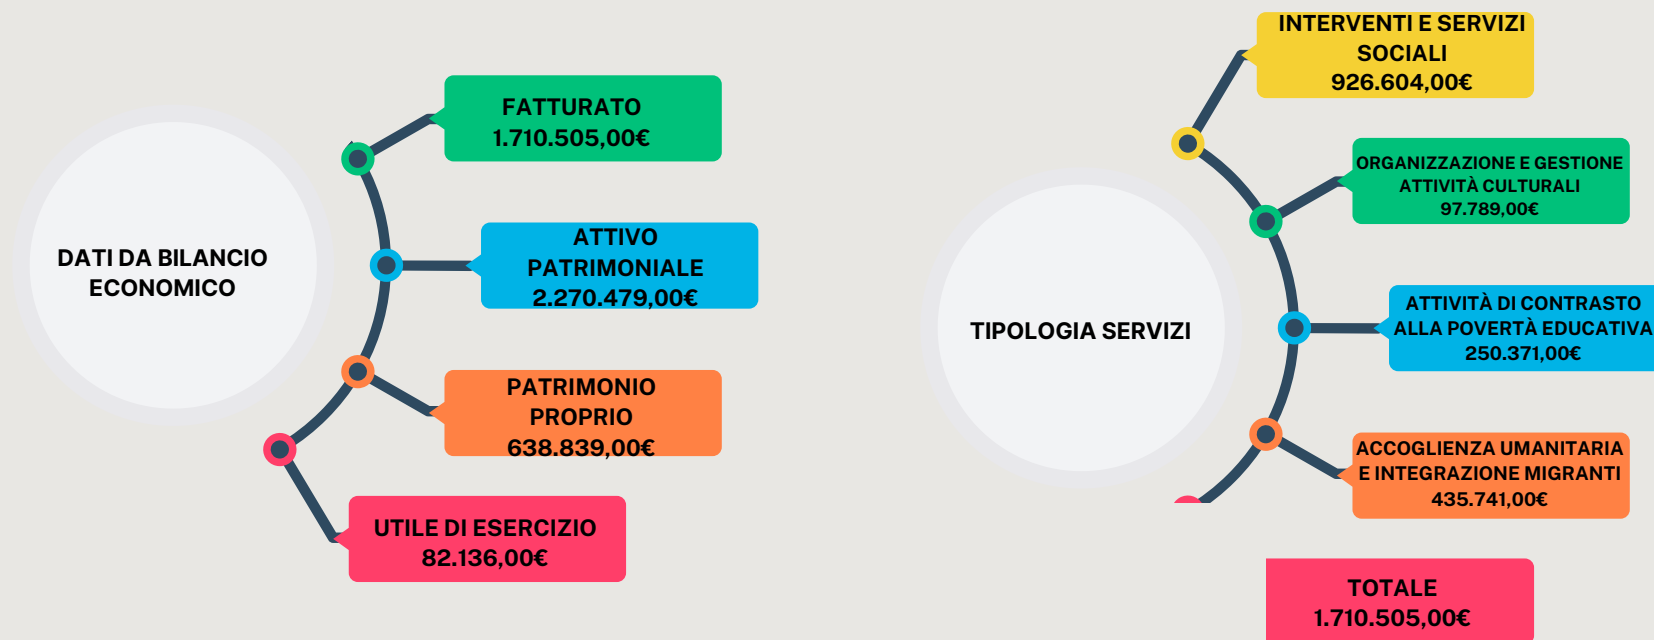 DATI DA BILANCIO
ECONOMICO
FATTURATO
1.710.505,00€
ATTIVO
PATRIMONIALE
2.270.479,00€
PATRIMONIO
PROPRIO
638.839,00€
UTILE DI ESERCIZIO
82.136,00€
TIPOLOGIA SERVIZI
INTERVENTI E SERVIZI
SOCIALI
926.604,00€
ORGANIZZAZIONE E GESTIONE
ATTIVITÀ CULTURALI
97.789,00€
ATTIVITÀ DI CONTRASTO
ALLA POVERTÀ EDUCATIVA
250.371,00€
ACCOGLIENZA UMANITARIA
E INTEGRAZIONE MIGRANTI
435.741,00€
TOTALE
1.710.505,00€